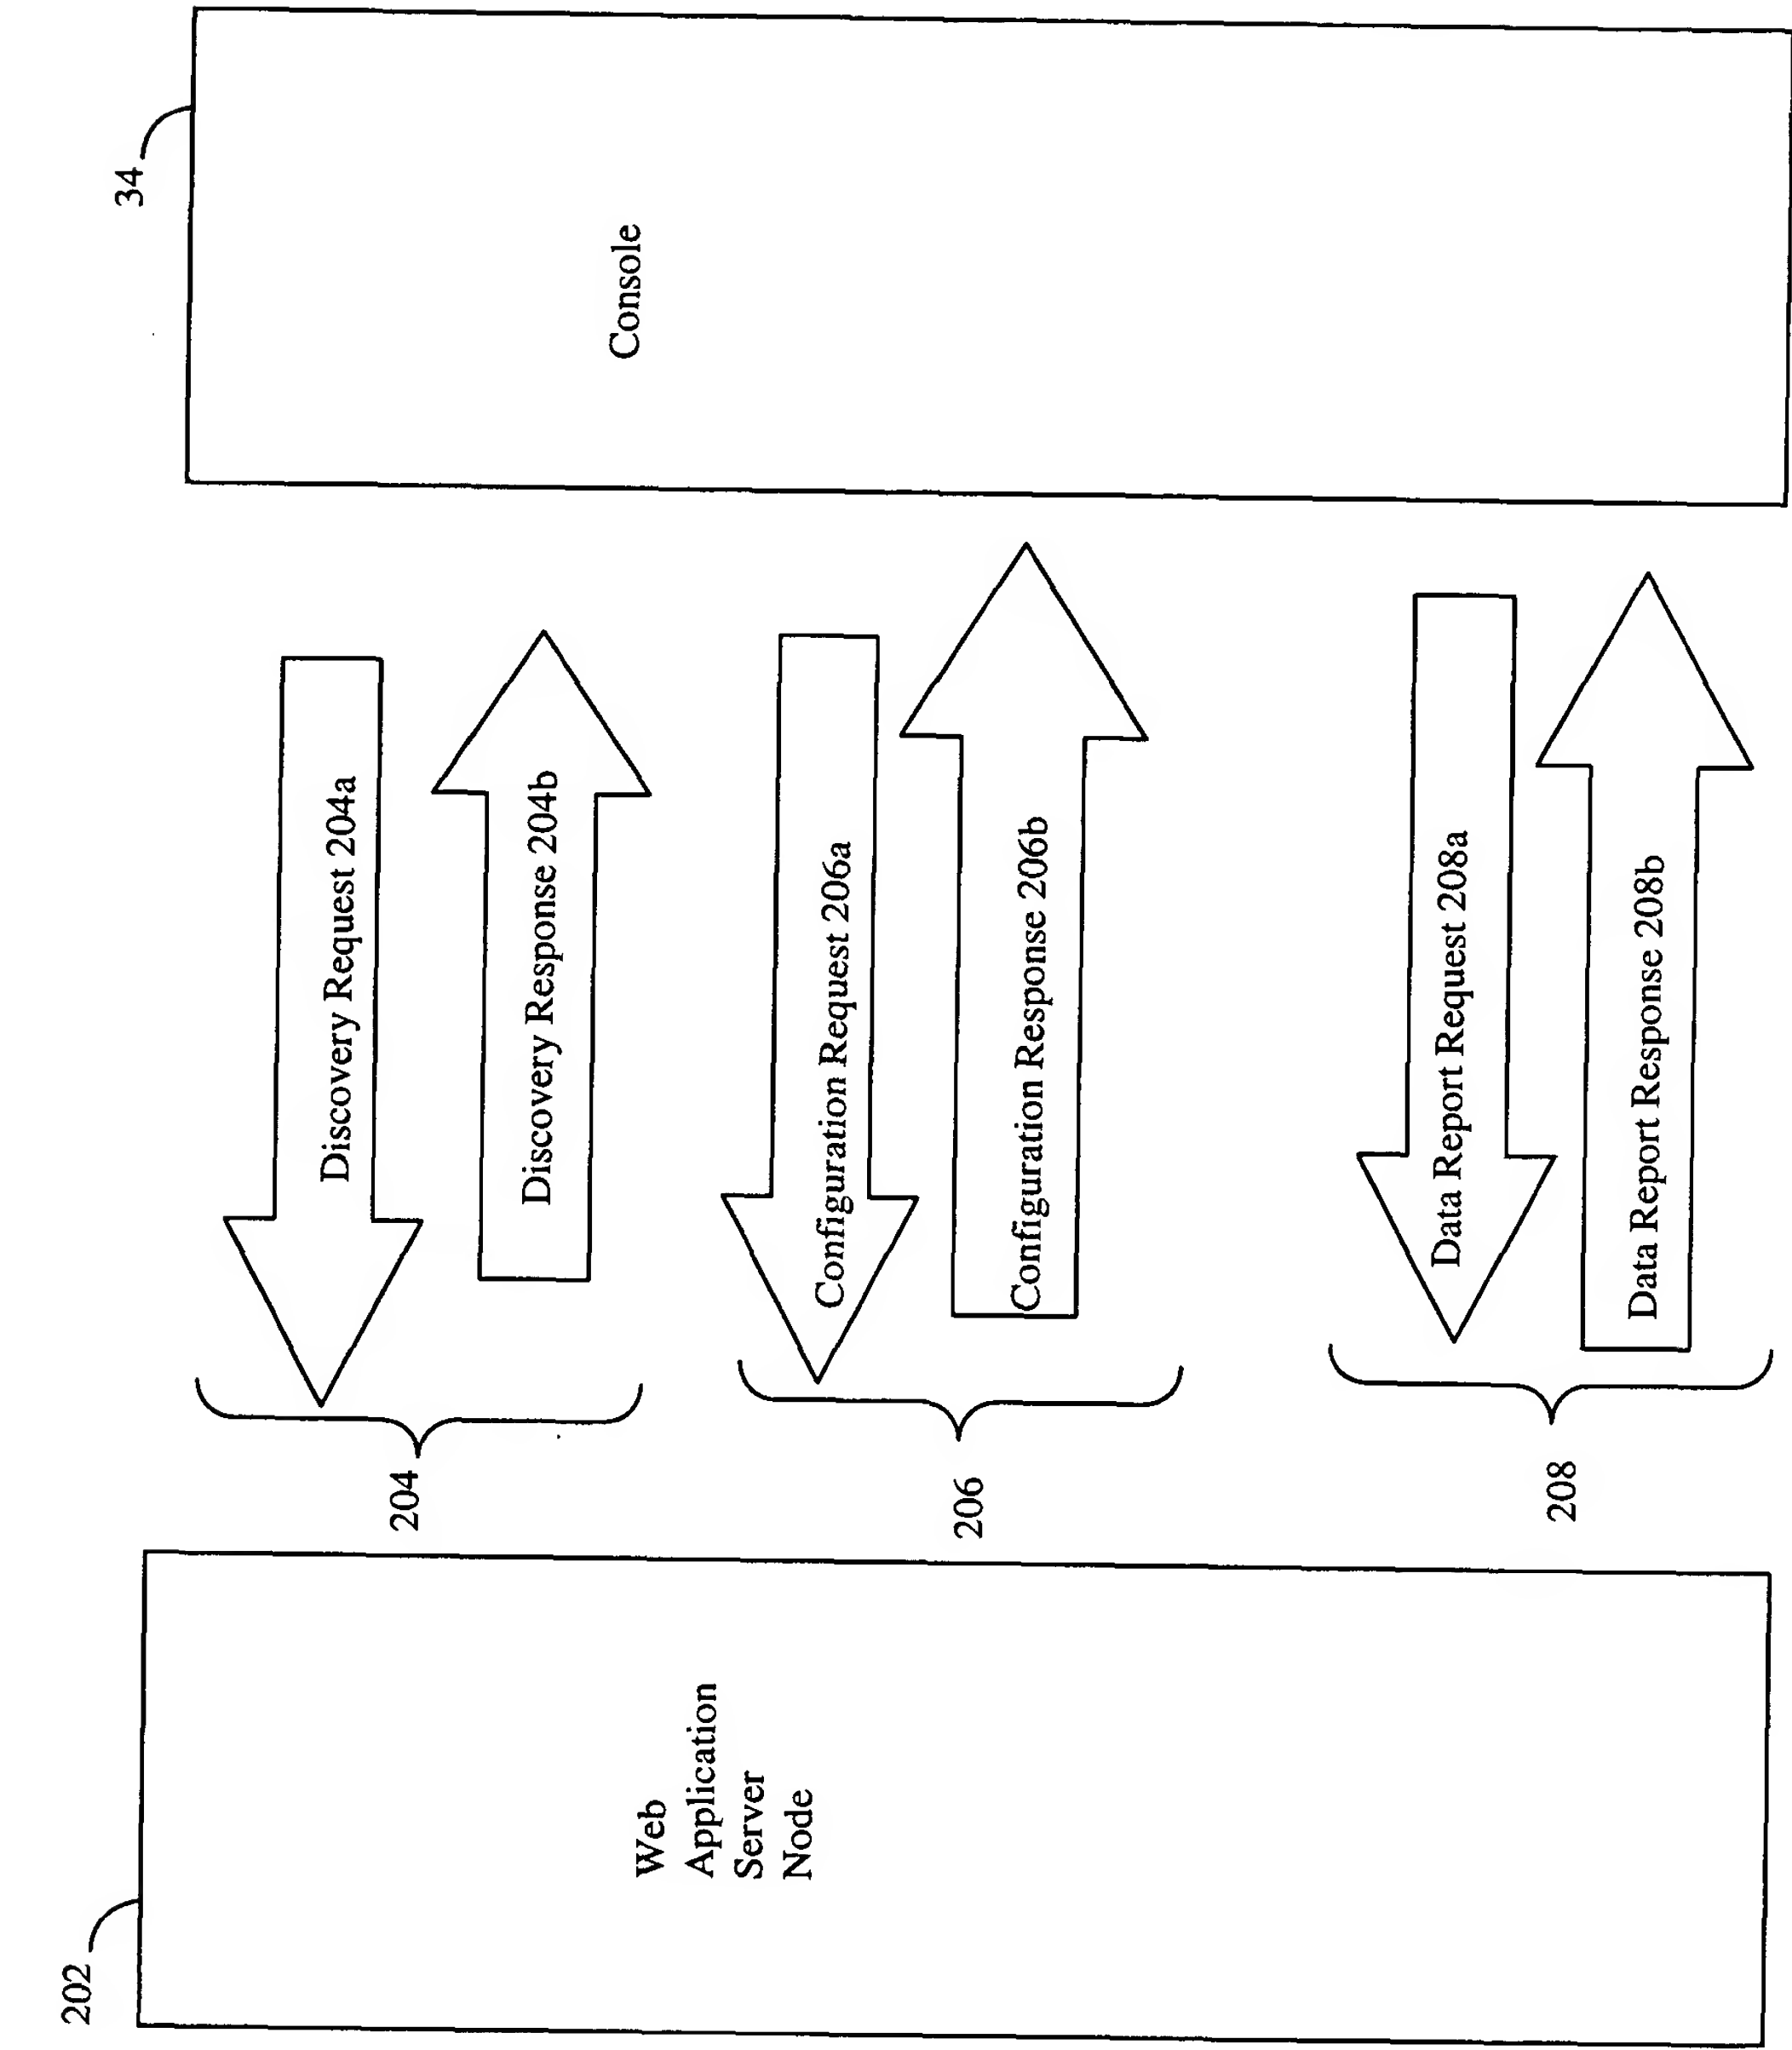 202
Web
Application
Server
Node
204
Discovery Request 204a
Discovery Response 204b
206
Configuration Request 206a
Configuration Response 206b
208
Data Report Request 208a
Data Report Response 208b
34
Console